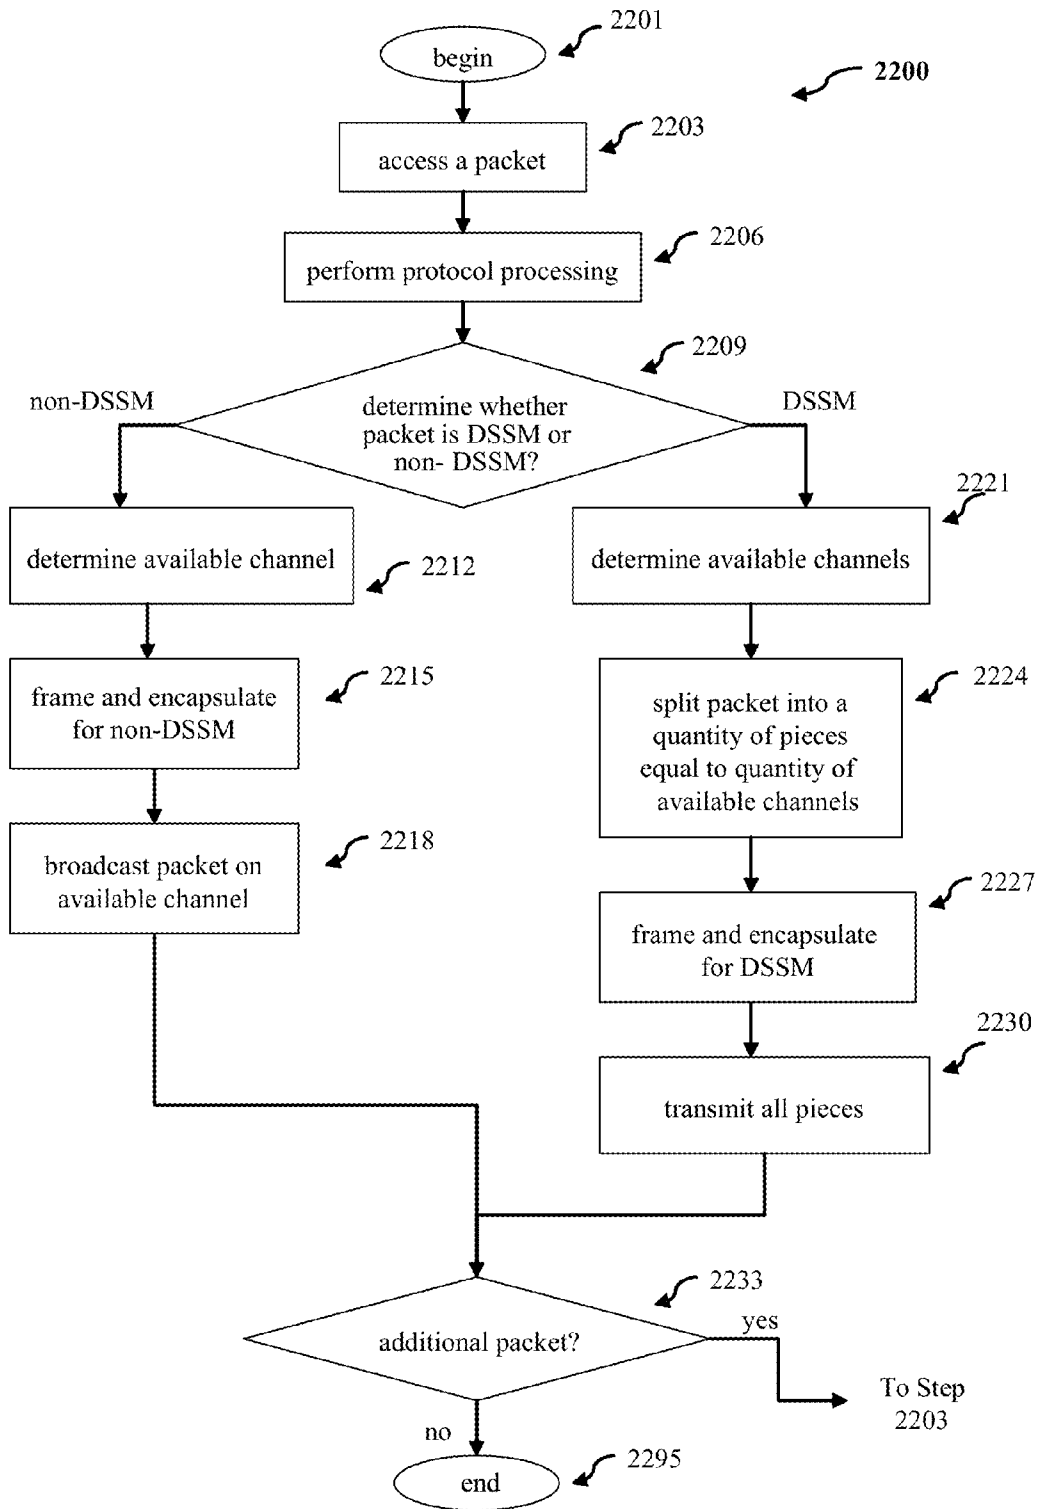 2201
begin
2200
2203
access a packet
2206
perform protocol processing
2209
non-DSSM
DSSM
determine whether
packet is DSSM or
non- DSSM?
2221
determine available channel
2212
determine available channels
2215
frame and encapsulate
for non-DSSM
2224
split packet into a
quantity of pieces
equal to quantity of
available channels
2218
broadcast packet on
available channel
2227
frame and encapsulate
for DSSM
2230
transmit all pieces
2233
yes
additional packet?
To Step
2203
no
2295
end